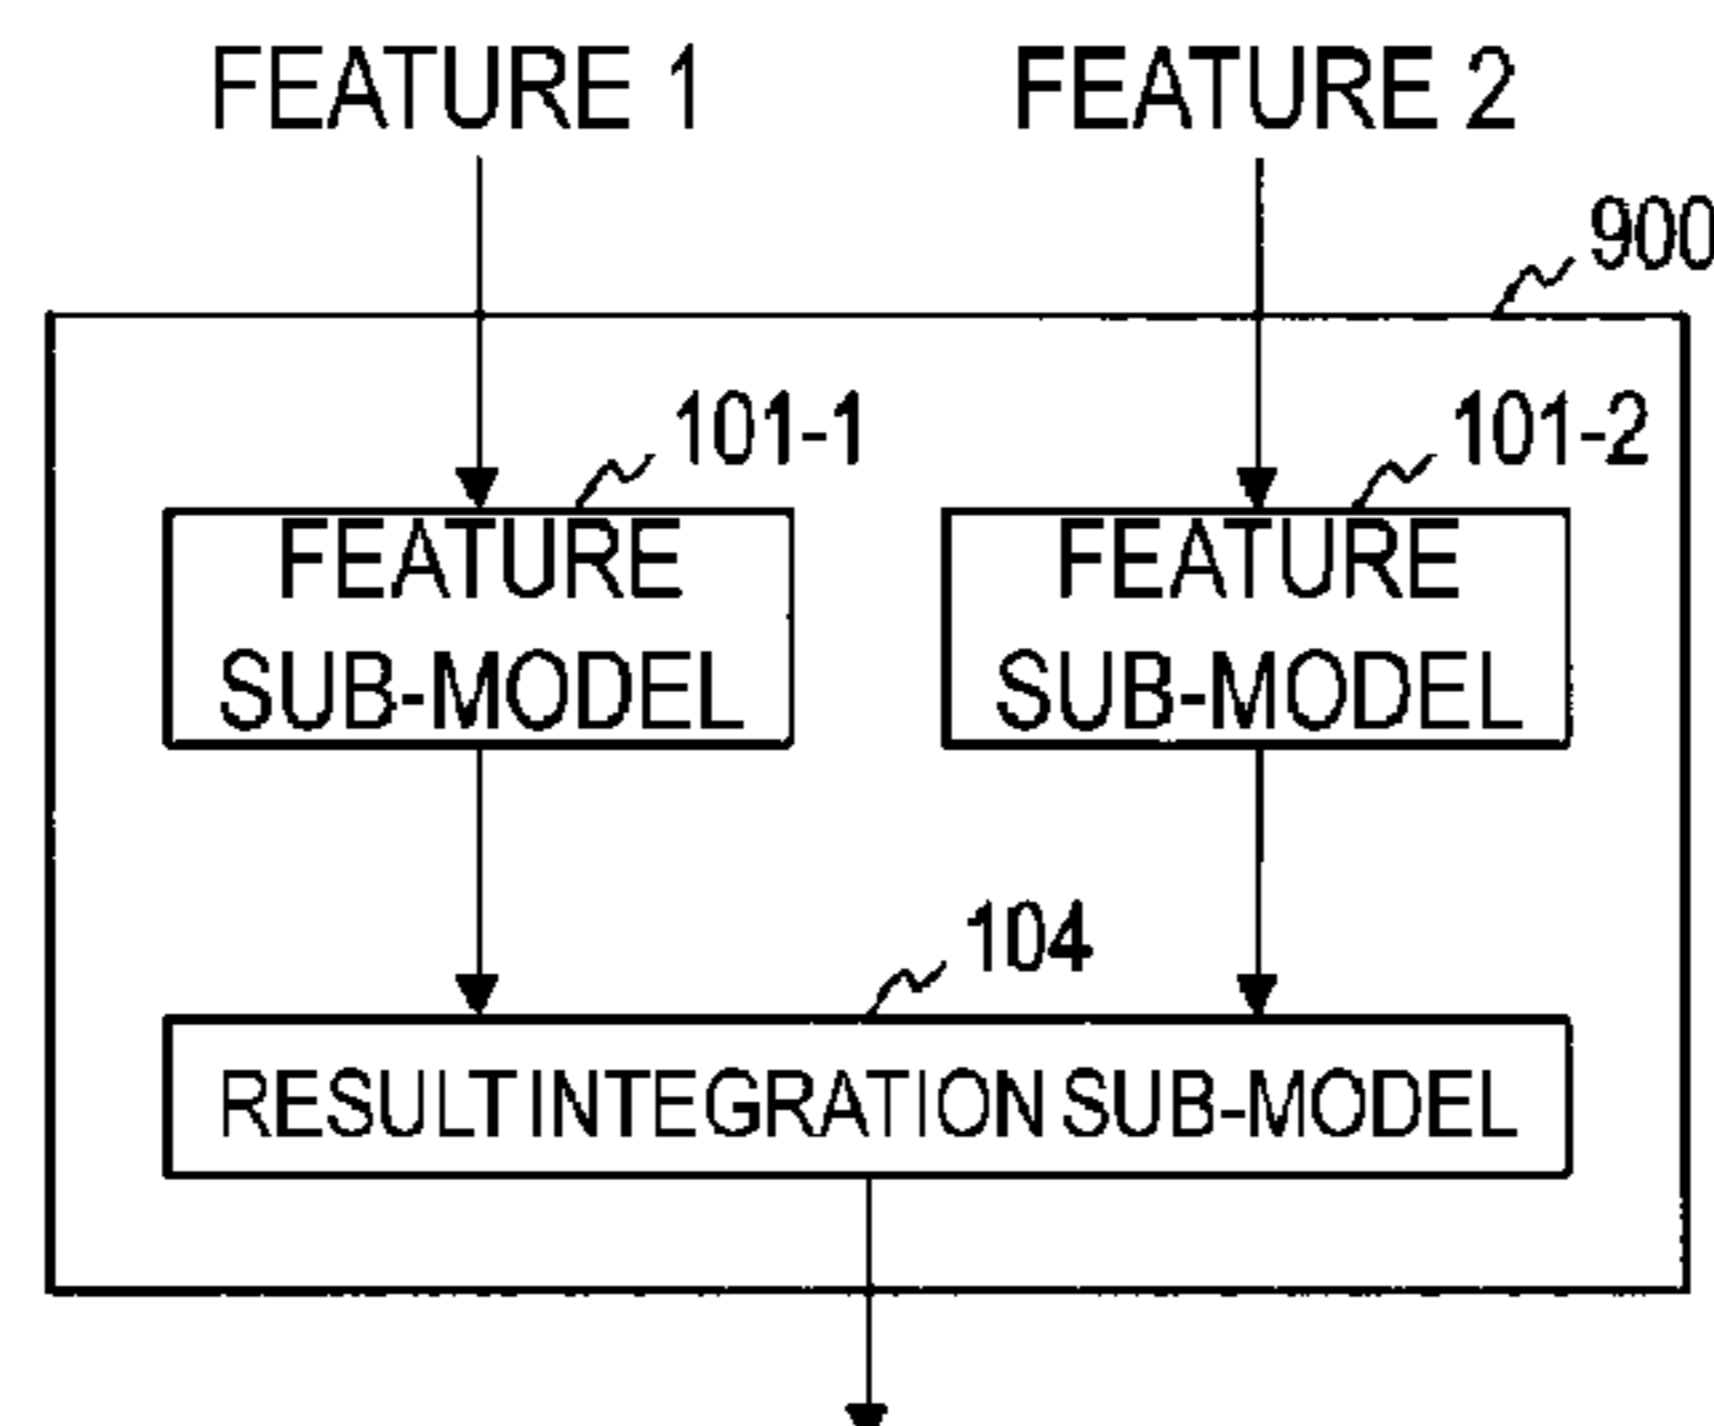 FEATURE 1
FEATURE 2
900
101-1
101-2
FEATURE
SUB-MODEL
FEATURE
SUB-MODEL
104
RESULT INTEGRATION SUB-MODEL